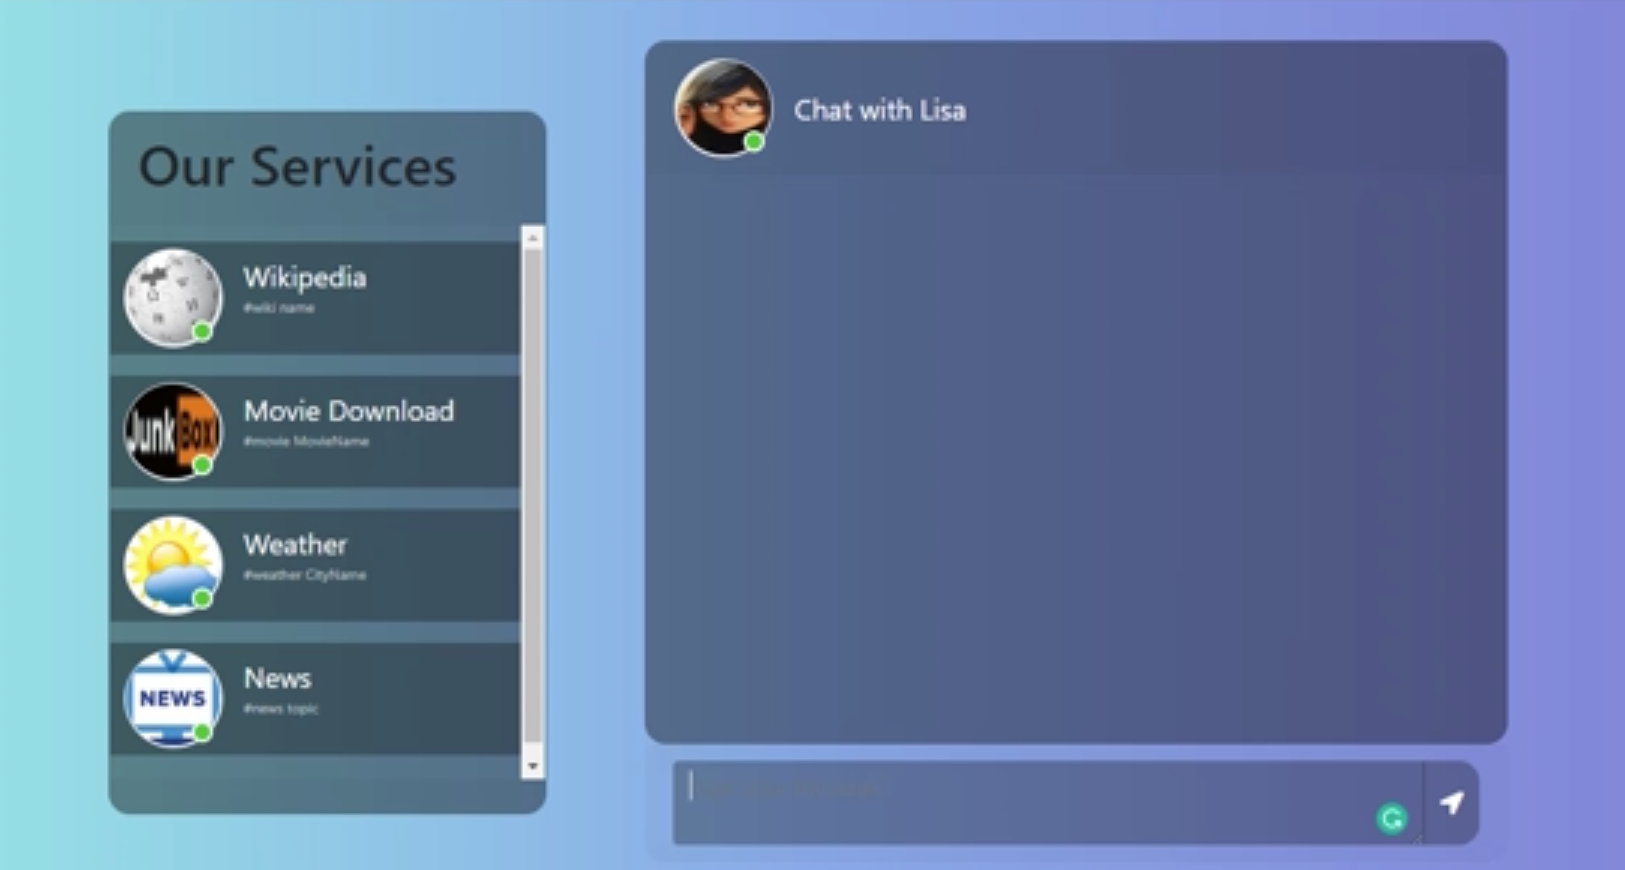 Our Services
Wikipedia
#wiki name
JunkBox
Movie Download
#movie MovieName
Weather
#weather CityName
NEWS
News
#news topic
Chat with Lisa